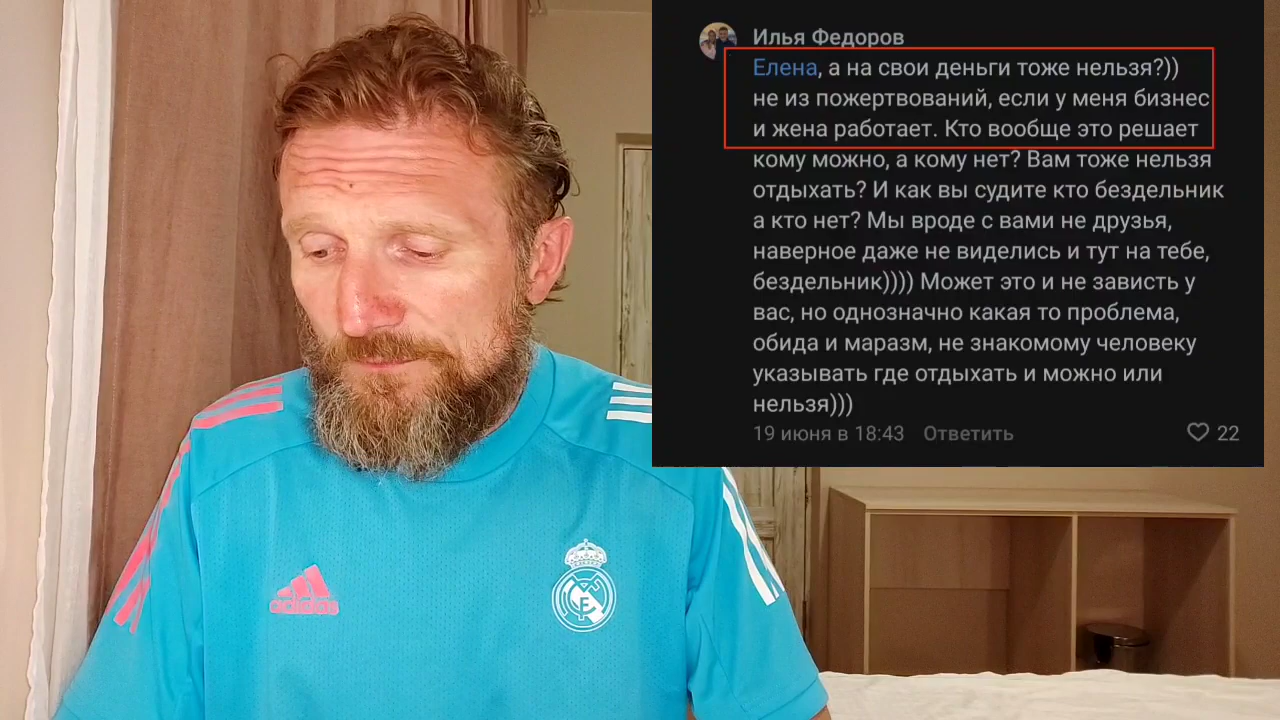 Илья Федоров
Елена, а на свои деньги тоже нельзя?))
не из пожертвований, если у меня бизнес
и жена работает. Кто вообще это решает
кому можно, а кому нет? Вам тоже нельзя
отдыхать? И как вы судите кто бездельник
а кто нет? Мы вроде с вами не друзья,
наверное даже не виделись и тут на тебе,
бездельник)))) Может это и не зависть у
вас, но однозначно какая то проблема,
обида и маразм, не знакомому человеку
указывать где отдыхать и можно или
нельзя)))
19 июня в 18:43 Ответить 22
adidas